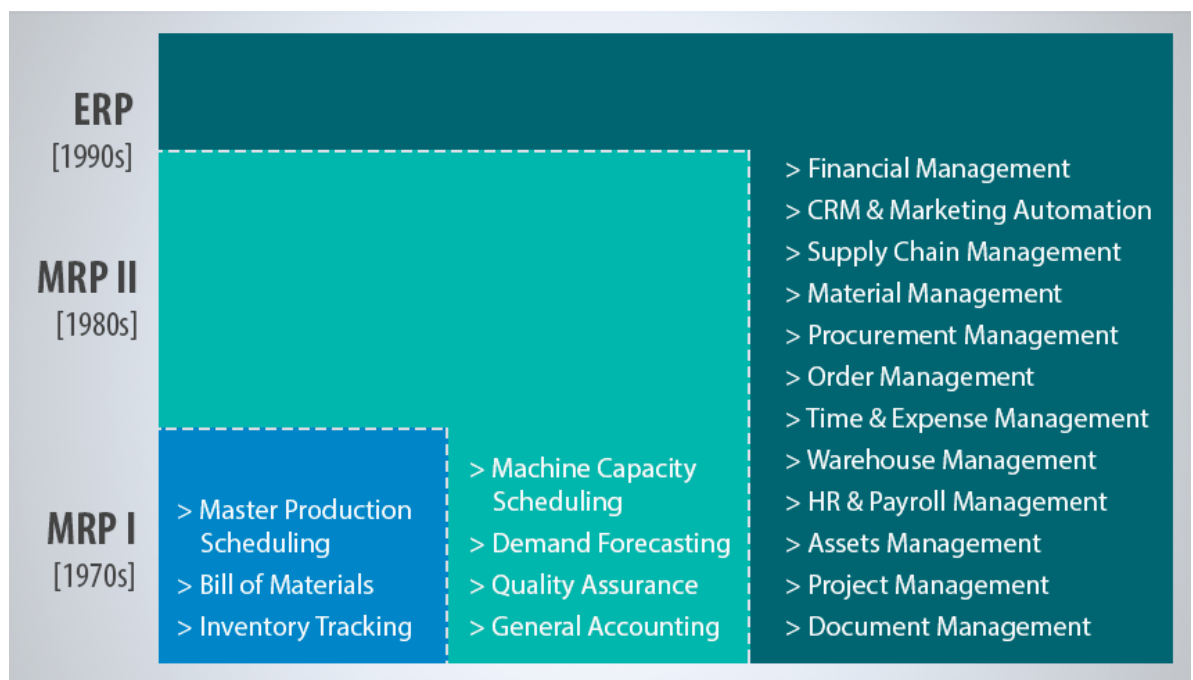 ERP
[1990s]
MRP II
[1980s]
MRP I
[1970s]
> Master Production
Scheduling
> Bill of Materials
> Inventory Tracking
> Machine Capacity
Scheduling
> Demand Forecasting
> Quality Assurance
> General Accounting
> Financial Management
> CRM & Marketing Automation
> Supply Chain Management
> Material Management
> Procurement Management
> Order Management
> Time & Expense Management
> Warehouse Management
> HR & Payroll Management
> Assets Management
> Project Management
> Document Management